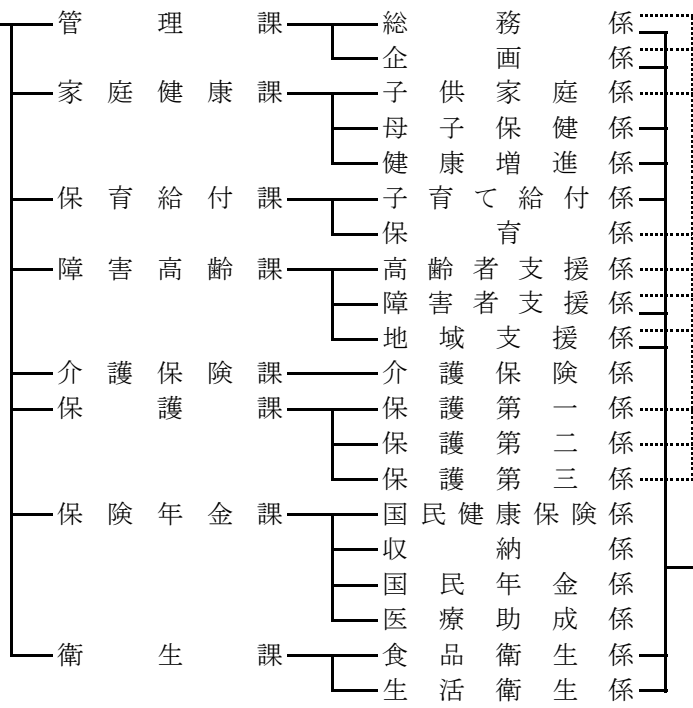 管理課 総務係
企画係
家庭健康課 子供家庭係
母子保健係
健康増進係
保育給付課 子育て給付係
保育係
障害高齢課 高齢者支援係
障害者支援係
地域支援係
介護保険課 介護保険係
保護課 保護第一係
保護第二係
保護第三係
保険年金課 国民健康保険係
収納係
国民年金係
医療助成係
衛生課 食品衛生係
生活衛生係